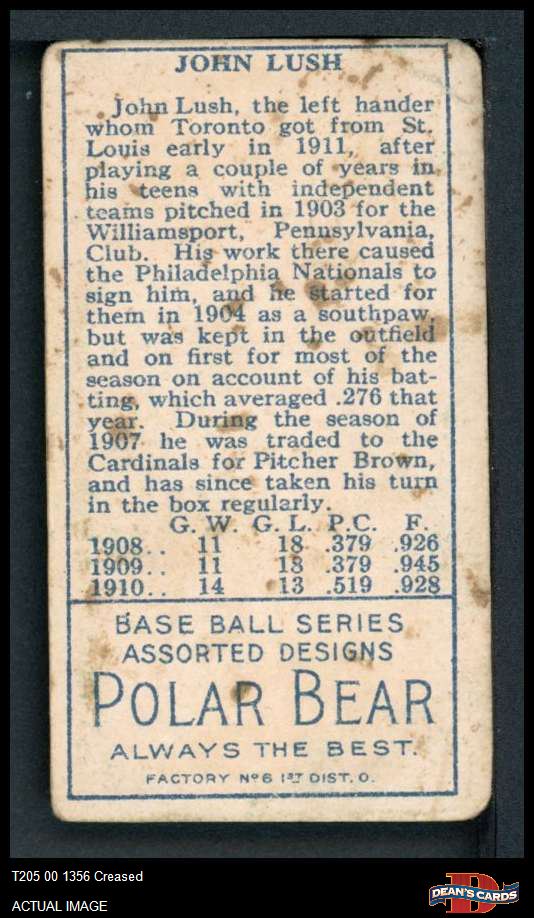 JOHN LUSH
John Lush, the left hander
whom Toronto got from St.
Louis early in 1911, after
playing a couple of years in
his teens with independent
teams pitched in 1903 for the
Williamsport, Pennsylvania,
Club. His work there caused
the Philadelphia Nationals to
sign him, and he started for
them in 1904 as a southpaw,
but was kept in the outfield
and on first for most of the
season on account of his bat-
ting, which averaged .276 that
year. During the season of
1907 he was traded to the
Cardinals for Pitcher Brown,
and has since taken his turn
in the box regularly.
G. W. G. L. P.C. F.
1908.. 11 18 .379 .926
1909.. 11 18 .379 .945
1910.. 14 13 .519 .928
BASE BALL SERIES
ASSORTED DESIGNS
POLAR BEAR
ALWAYS THE BEST.
FACTORY Nº 6 1ST DIST. O.
T205 00 1356 Creased
ACTUAL IMAGE
D
DEAN'S CARDS